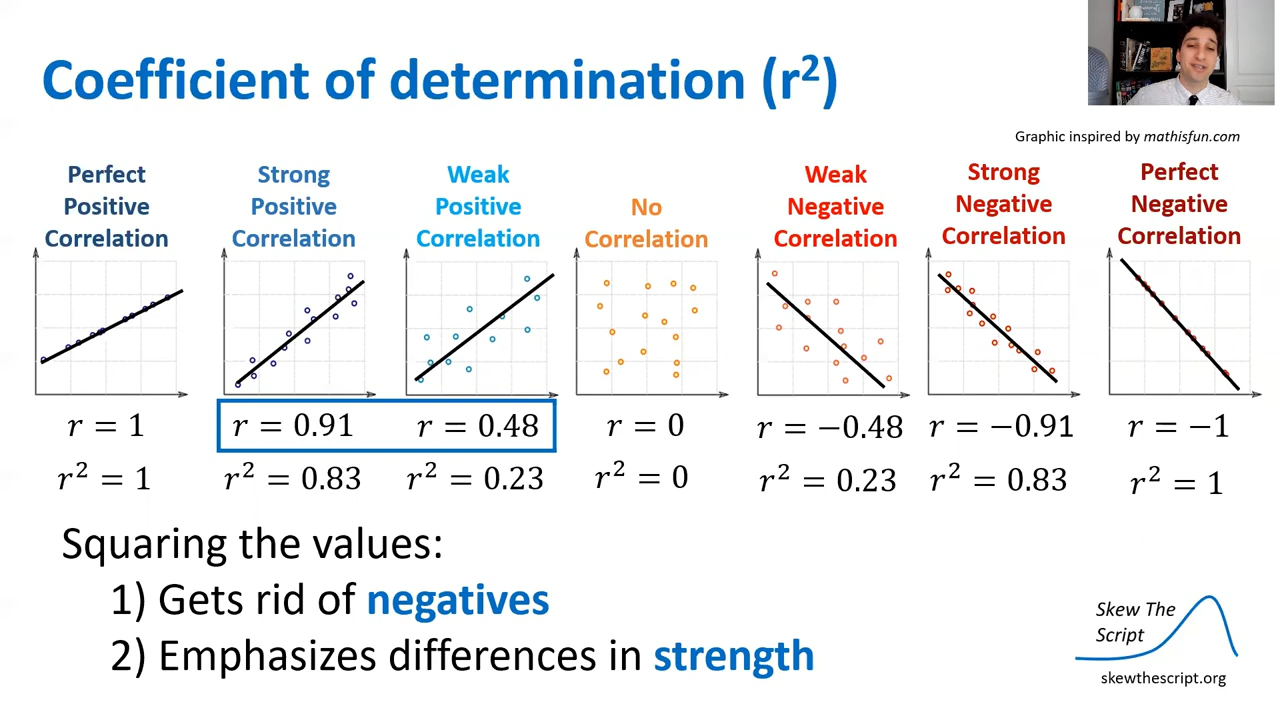 Coefficient of determination (r²)
Graphic inspired by mathisfun.com
Perfect
Positive
Correlation
Strong
Positive
Correlation
Weak
Positive
Correlation
No
Correlation
Weak
Negative
Correlation
Strong
Negative
Correlation
Perfect
Negative
Correlation
r = 1
r = 0.91
r = 0.48
r = 0
r = −0.48
r = −0.91
r = −1
r² = 1
r² = 0.83
r² = 0.23
r² = 0
r² = 0.23
r² = 0.83
r² = 1
Squaring the values:
1) Gets rid of negatives
2) Emphasizes differences in strength
Skew The
Script
skewthescript.org